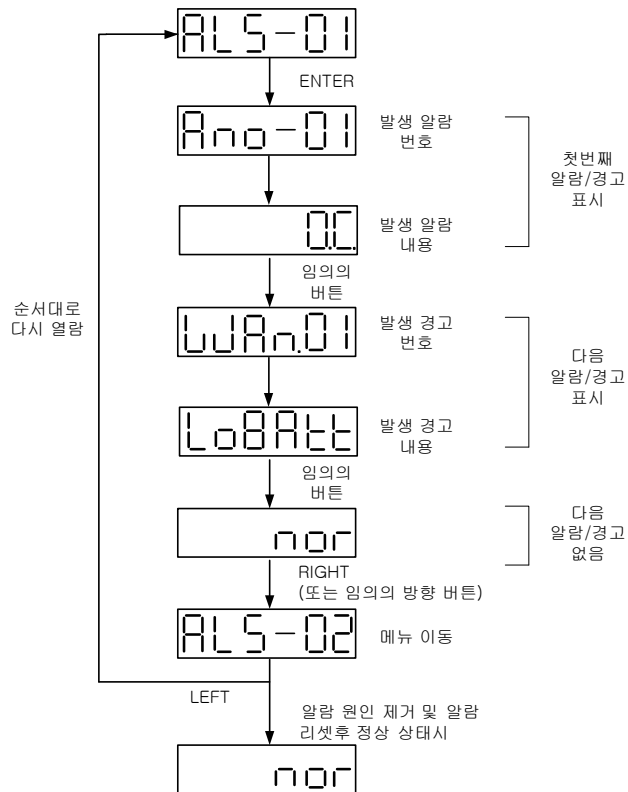 ALS-01
ENTER
Ano-01
발생 알람
번호
첫번째
알람/경고
표시
O.C.
발생 알람
내용
임의의
버튼
순서대로
다시 열람
WAn.01
발생 경고
번호
다음
알람/경고
표시
LoBAtt
발생 경고
내용
임의의
버튼
nor
다음
알람/경고
없음
RIGHT
(또는 임의의 방향 버튼)
ALS-02
메뉴 이동
LEFT
알람 원인 제거 및 알람
리셋후 정상 상태시
nor